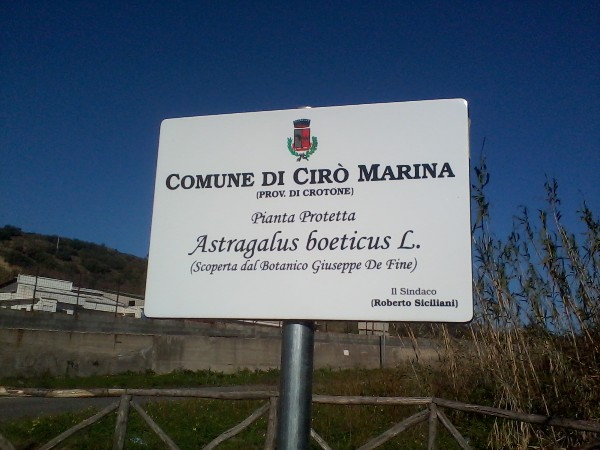 COMUNE DI CIRÒ MARINA
(PROV. DI CROTONE)
Pianta Protetta
Astragalus boeticus L.
(Scoperta dal Botanico Giuseppe De Fine)
Il Sindaco
(Roberto Siciliani)